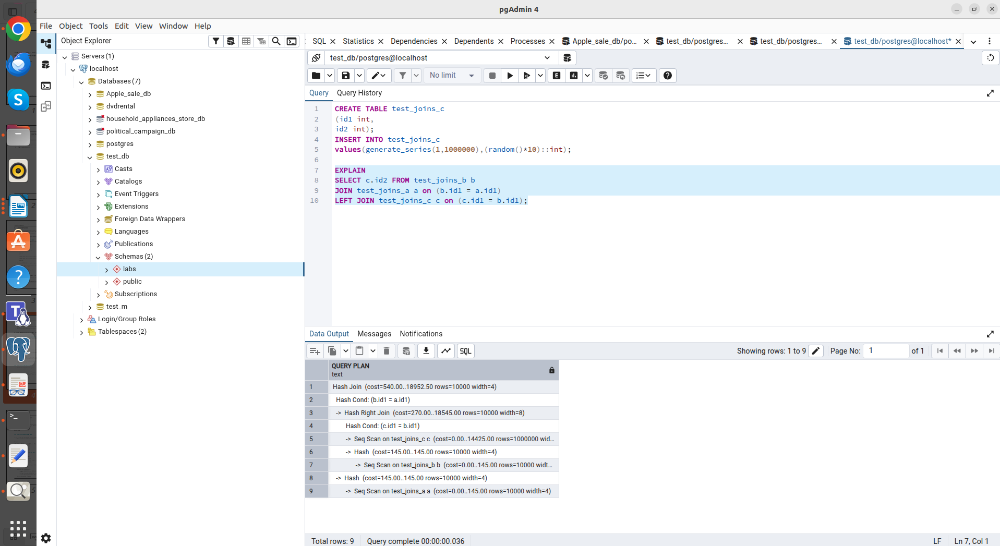 pgAdmin 4
File Object Tools Edit View Window Help
Object Explorer
SQL Statistics Dependencies Dependents Processes Apple_sale_db/po... test_db/postgres... test_db/postgres... test_db/postgres@localhost*
Servers (1)
localhost
Databases (7)
Apple_sale_db
dvdrental
household_appliances_store_db
political_campaign_db
postgres
test_db
Casts
Catalogs
Event Triggers
Extensions
Foreign Data Wrappers
Languages
Publications
Schemas (2)
labs
public
Subscriptions
test_m
Login/Group Roles
Tablespaces (2)
test_db/postgres@localhost
No limit
E
Query Query History
1 CREATE TABLE test_joins_c
2 (id1 int,
3 id2 int);
4 INSERT INTO test_joins_c
5 values(generate_series(1,1000000),(random()*10)::int);
6
7 EXPLAIN
8 SELECT c.id2 FROM test_joins_b b
9 JOIN test_joins_a a on (b.id1 = a.id1)
10 LEFT JOIN test_joins_c c on (c.id1 = b.id1);
Data Output Messages Notifications
SQL Showing rows: 1 to 9 Page No: 1 of 1
QUERY PLAN
text
1 Hash Join (cost=540.00..18952.50 rows=10000 width=4)
2 Hash Cond: (b.id1 = a.id1)
3 -> Hash Right Join (cost=270.00..18545.00 rows=10000 width=8)
4 Hash Cond: (c.id1 = b.id1)
5 -> Seq Scan on test_joins_c c (cost=0.00..14425.00 rows=1000000 wid...
6 -> Hash (cost=145.00..145.00 rows=10000 width=4)
7 -> Seq Scan on test_joins_b b (cost=0.00..145.00 rows=10000 widt...
8 -> Hash (cost=145.00..145.00 rows=10000 width=4)
9 -> Seq Scan on test_joins_a a (cost=0.00..145.00 rows=10000 width=4)
Total rows: 9 Query complete 00:00:00.036 LF Ln 7, Col 1